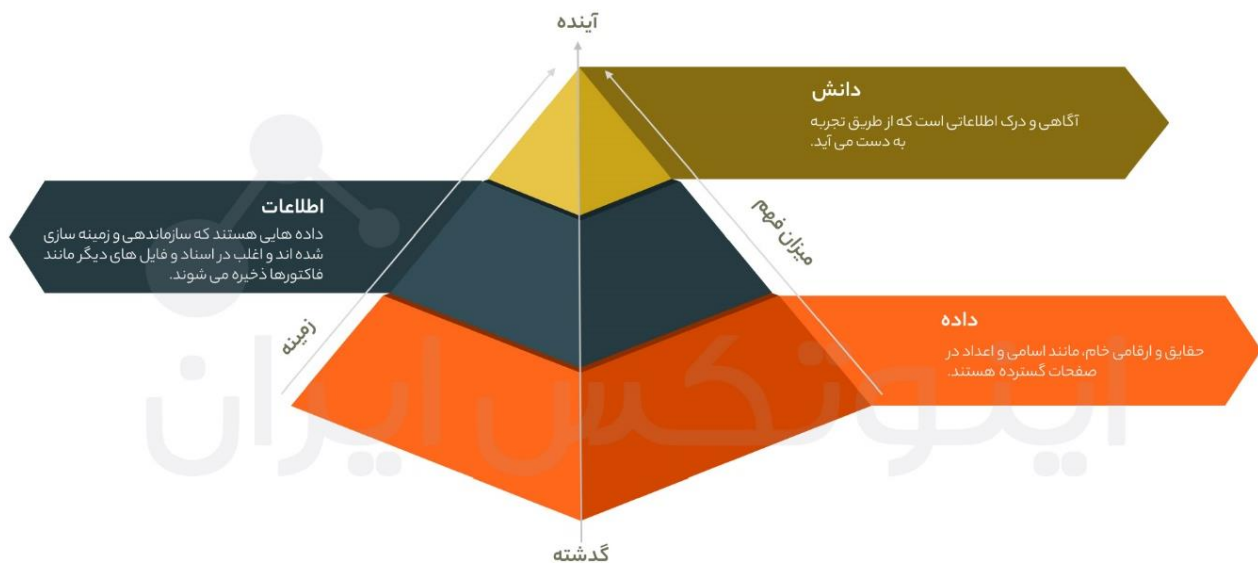 آینده
دانش
آگاهی و درک اطلاعاتی است که از طریق تجربه
به دست می آید.
اطلاعات
داده هایی هستند که سازماندهی و زمینه سازی
شده اند و اغلب در اسناد و فایل های دیگر مانند
فاکتورها ذخیره می شوند.
میزان فهم
زمینه
داده
حقایق و ارقامی خام، مانند اسامی و اعداد در
صفحات گسترده هستند.
اینوتکس ایران
گذشته